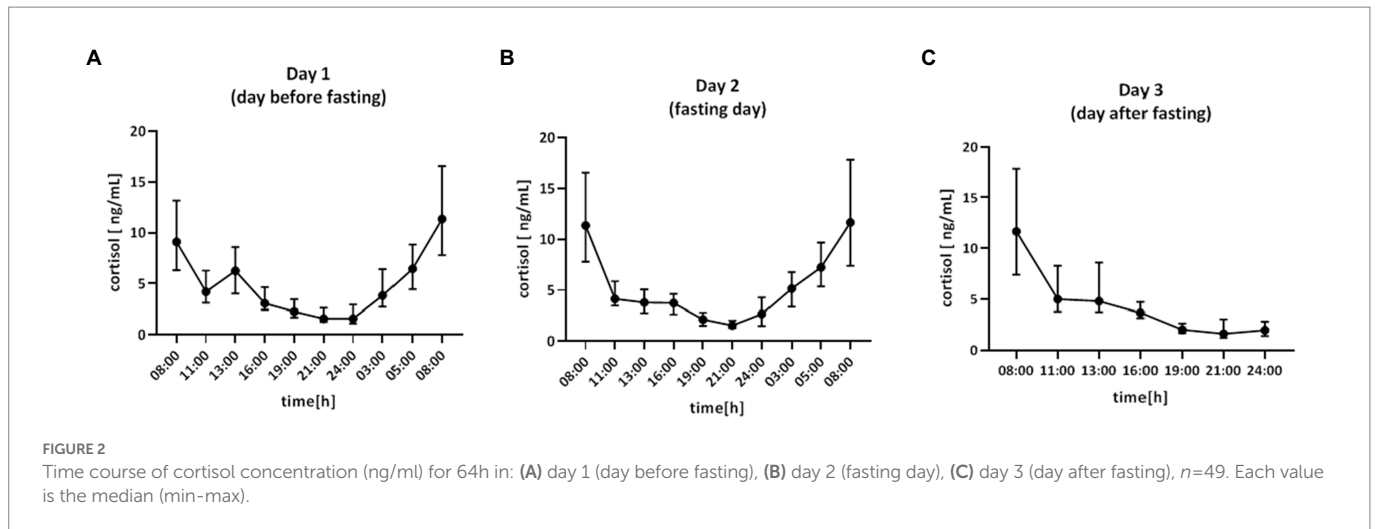 A
Day 1
(day before fasting)
20
15
10
5
0
cortisol [ ng/mL]
08:00
11:00
13:00
16:00
19:00
21:00
24:00
03:00
05:00
08:00
time[h]
B
Day 2
(fasting day)
20
15
10
5
0
cortisol [ ng/mL]
08:00
11:00
13:00
16:00
19:00
21:00
24:00
03:00
05:00
08:00
time[h]
C
Day 3
(day after fasting)
20
15
10
5
0
cortisol [ ng/mL]
08:00 11:00 13:00 16:00 19:00 21:00 24:00
time[h]
FIGURE 2
Time course of cortisol concentration (ng/ml) for 64h in: (A) day 1 (day before fasting), (B) day 2 (fasting day), (C) day 3 (day after fasting), n=49. Each value
is the median (min-max).